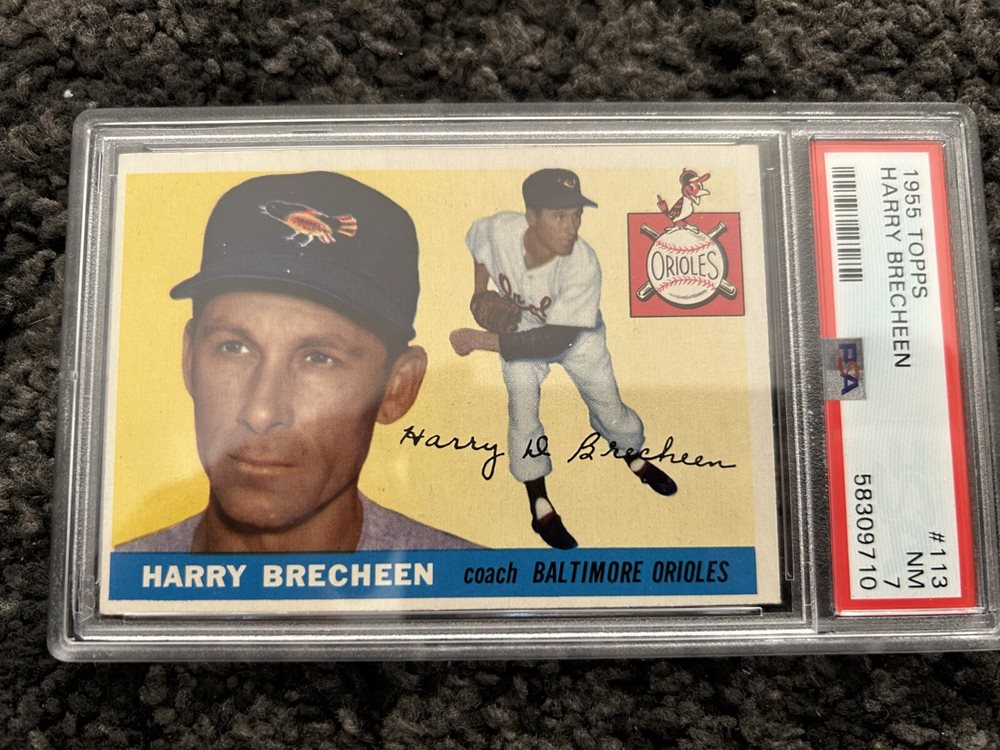 ORIOLES
Harry D Brecheen
HARRY BRECHEEN coach BALTIMORE ORIOLES
1955 TOPPS #113
HARRY BRECHEEN NM 7
PSA 58309710